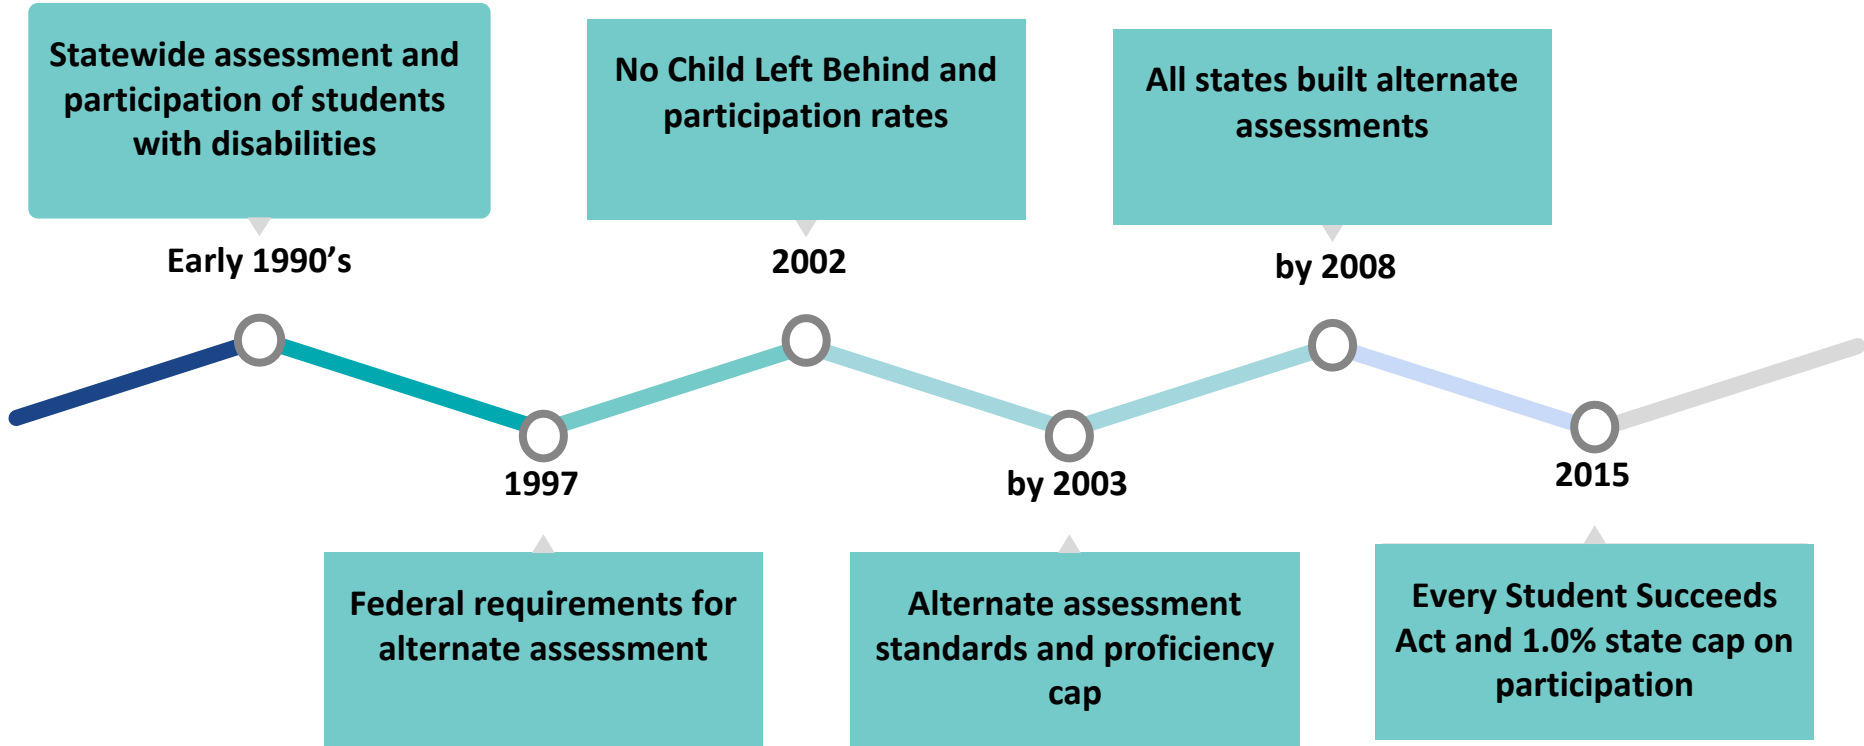 Statewide assessment and
participation of students
with disabilities
Early 1990’s
1997
Federal requirements for
alternate assessment
No Child Left Behind and
participation rates
2002
by 2003
Alternate assessment
standards and proficiency
cap
All states built alternate
assessments
by 2008
2015
Every Student Succeeds
Act and 1.0% state cap on
participation